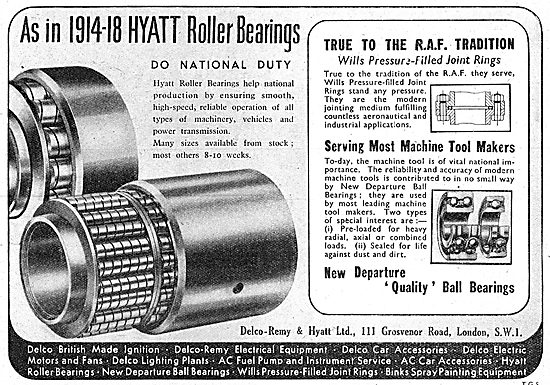 As in 1914-18 HYATT Roller Bearings
DO NATIONAL DUTY
Hyatt Roller Bearings help national
production by ensuring smooth,
high-speed, reliable operation of all
types of machinery, vehicles and
power transmission.
Many sizes available from stock;
most others 8-10 weeks.
TRUE TO THE R.A.F. TRADITION
Wills Pressure-Filled Joint Rings
True to the tradition of the R.A.F. they serve,
Wills Pressure-filled Joint
Rings stand any pressure.
They are the modern
jointing medium fulfilling
countless aeronautical and
industrial applications.
Serving Most Machine Tool Makers
To-day, the machine tool is of vital national im-
portance. The reliability and accuracy of modern
machine tools is contributed to in no small way
by New Departure Ball
Bearings; they are used
by most leading machine
tool makers. Two types
of special interest are:—
(i) Pre-loaded for heavy
radial, axial or combined
loads. (ii) Sealed for life
against dust and dirt.
New Departure
'Quality' Ball Bearings
Delco-Remy & Hyatt Ltd., 111 Grosvenor Road, London, S.W.1.
Delco British Made Ignition · Delco-Remy Electrical Equipment · Delco Car Accessories · Delco Electric
Motors and Fans · Delco Lighting Plants · AC Fuel Pump and Instrument Service · AC Car Accessories · Hyatt
Roller Bearings · New Departure Ball Bearings · Wills Pressure-Filled Joint Rings · Binks Spray Painting Equipment
T G S